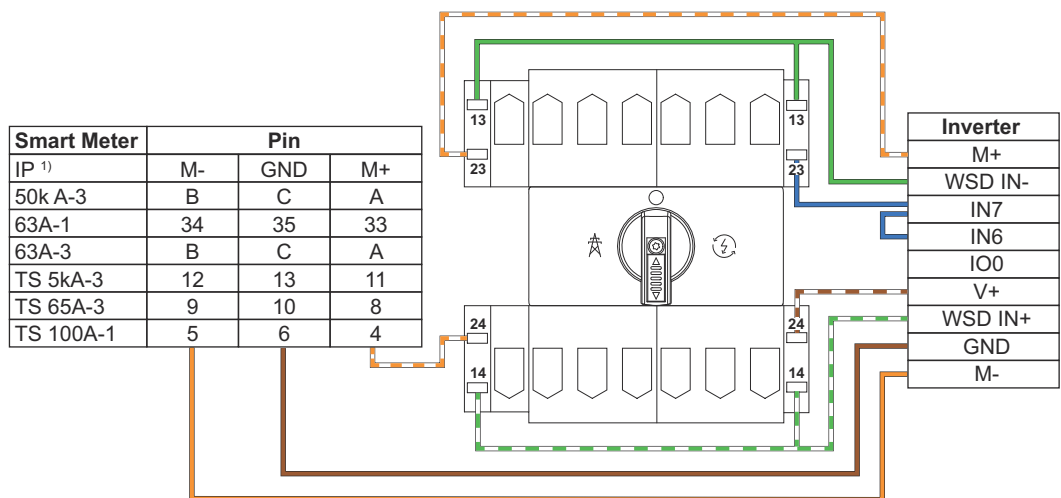 Smart Meter Pin
IP 1) M- GND M+
50k A-3 B C A
63A-1 34 35 33
63A-3 B C A
TS 5kA-3 12 13 11
TS 65A-3 9 10 8
TS 100A-1 5 6 4
13 13
23 23
24 24
14 14
Inverter
M+
WSD IN-
IN7
IN6
IO0
V+
WSD IN+
GND
M-